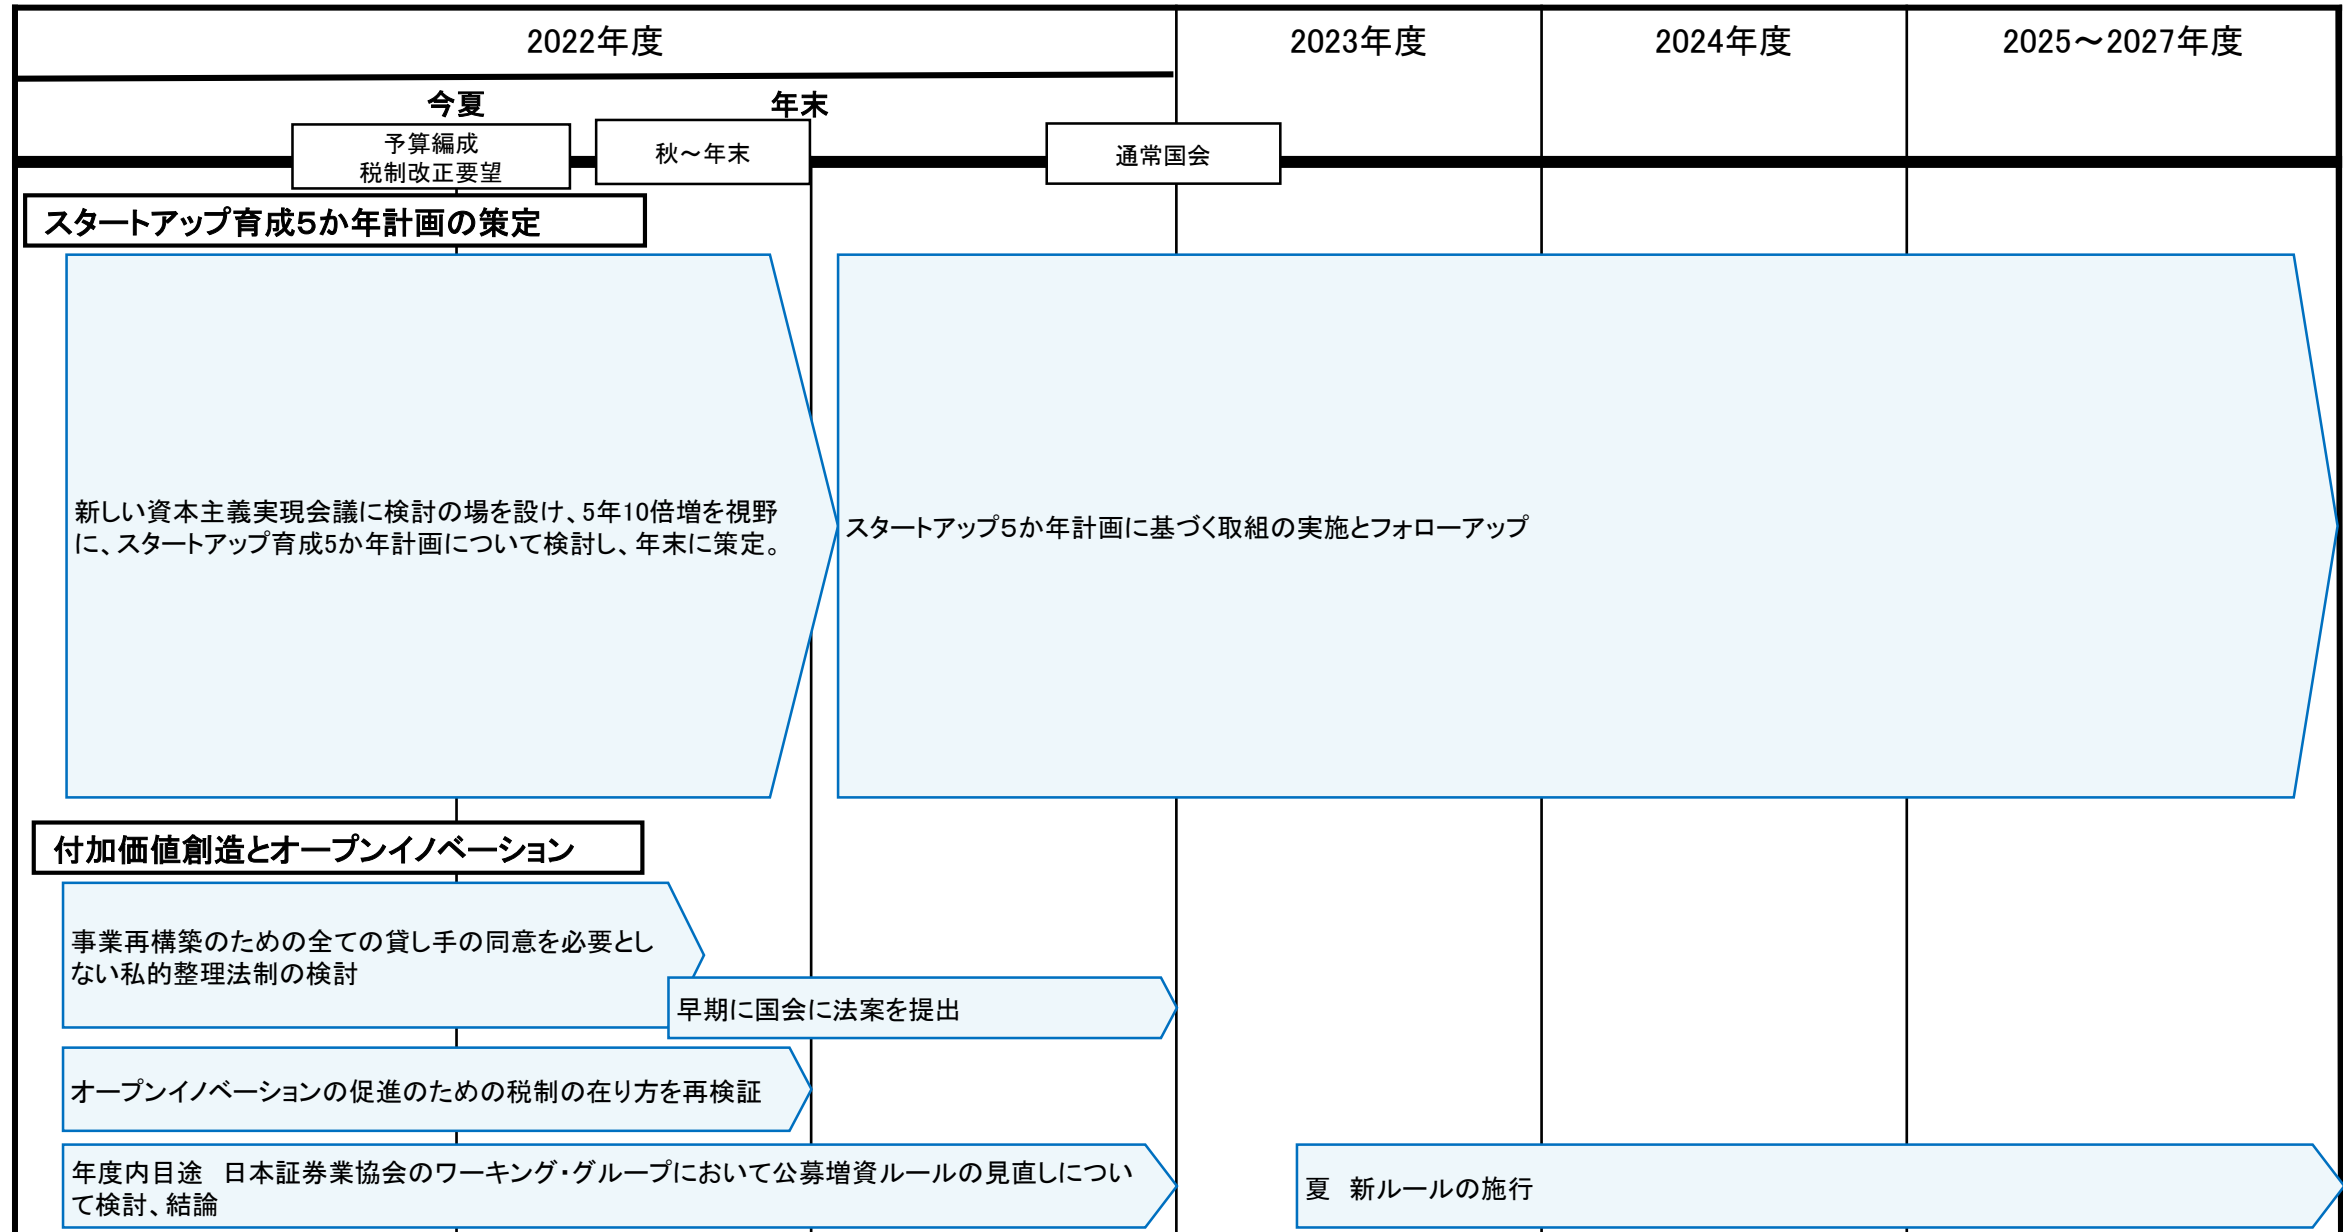 2022年度
2023年度
2024年度
2025～2027年度
今夏
年末
予算編成
税制改正要望
秋～年末
通常国会
スタートアップ育成５か年計画の策定
新しい資本主義実現会議に検討の場を設け、5年10倍増を視野
に、スタートアップ育成5か年計画について検討し、年末に策定。
スタートアップ５か年計画に基づく取組の実施とフォローアップ
付加価値創造とオープンイノベーション
事業再構築のための全ての貸し手の同意を必要とし
ない私的整理法制の検討
早期に国会に法案を提出
オープンイノベーションの促進のための税制の在り方を再検証
年度内目途　日本証券業協会のワーキング・グループにおいて公募増資ルールの見直しについ
て検討、結論
夏　新ルールの施行